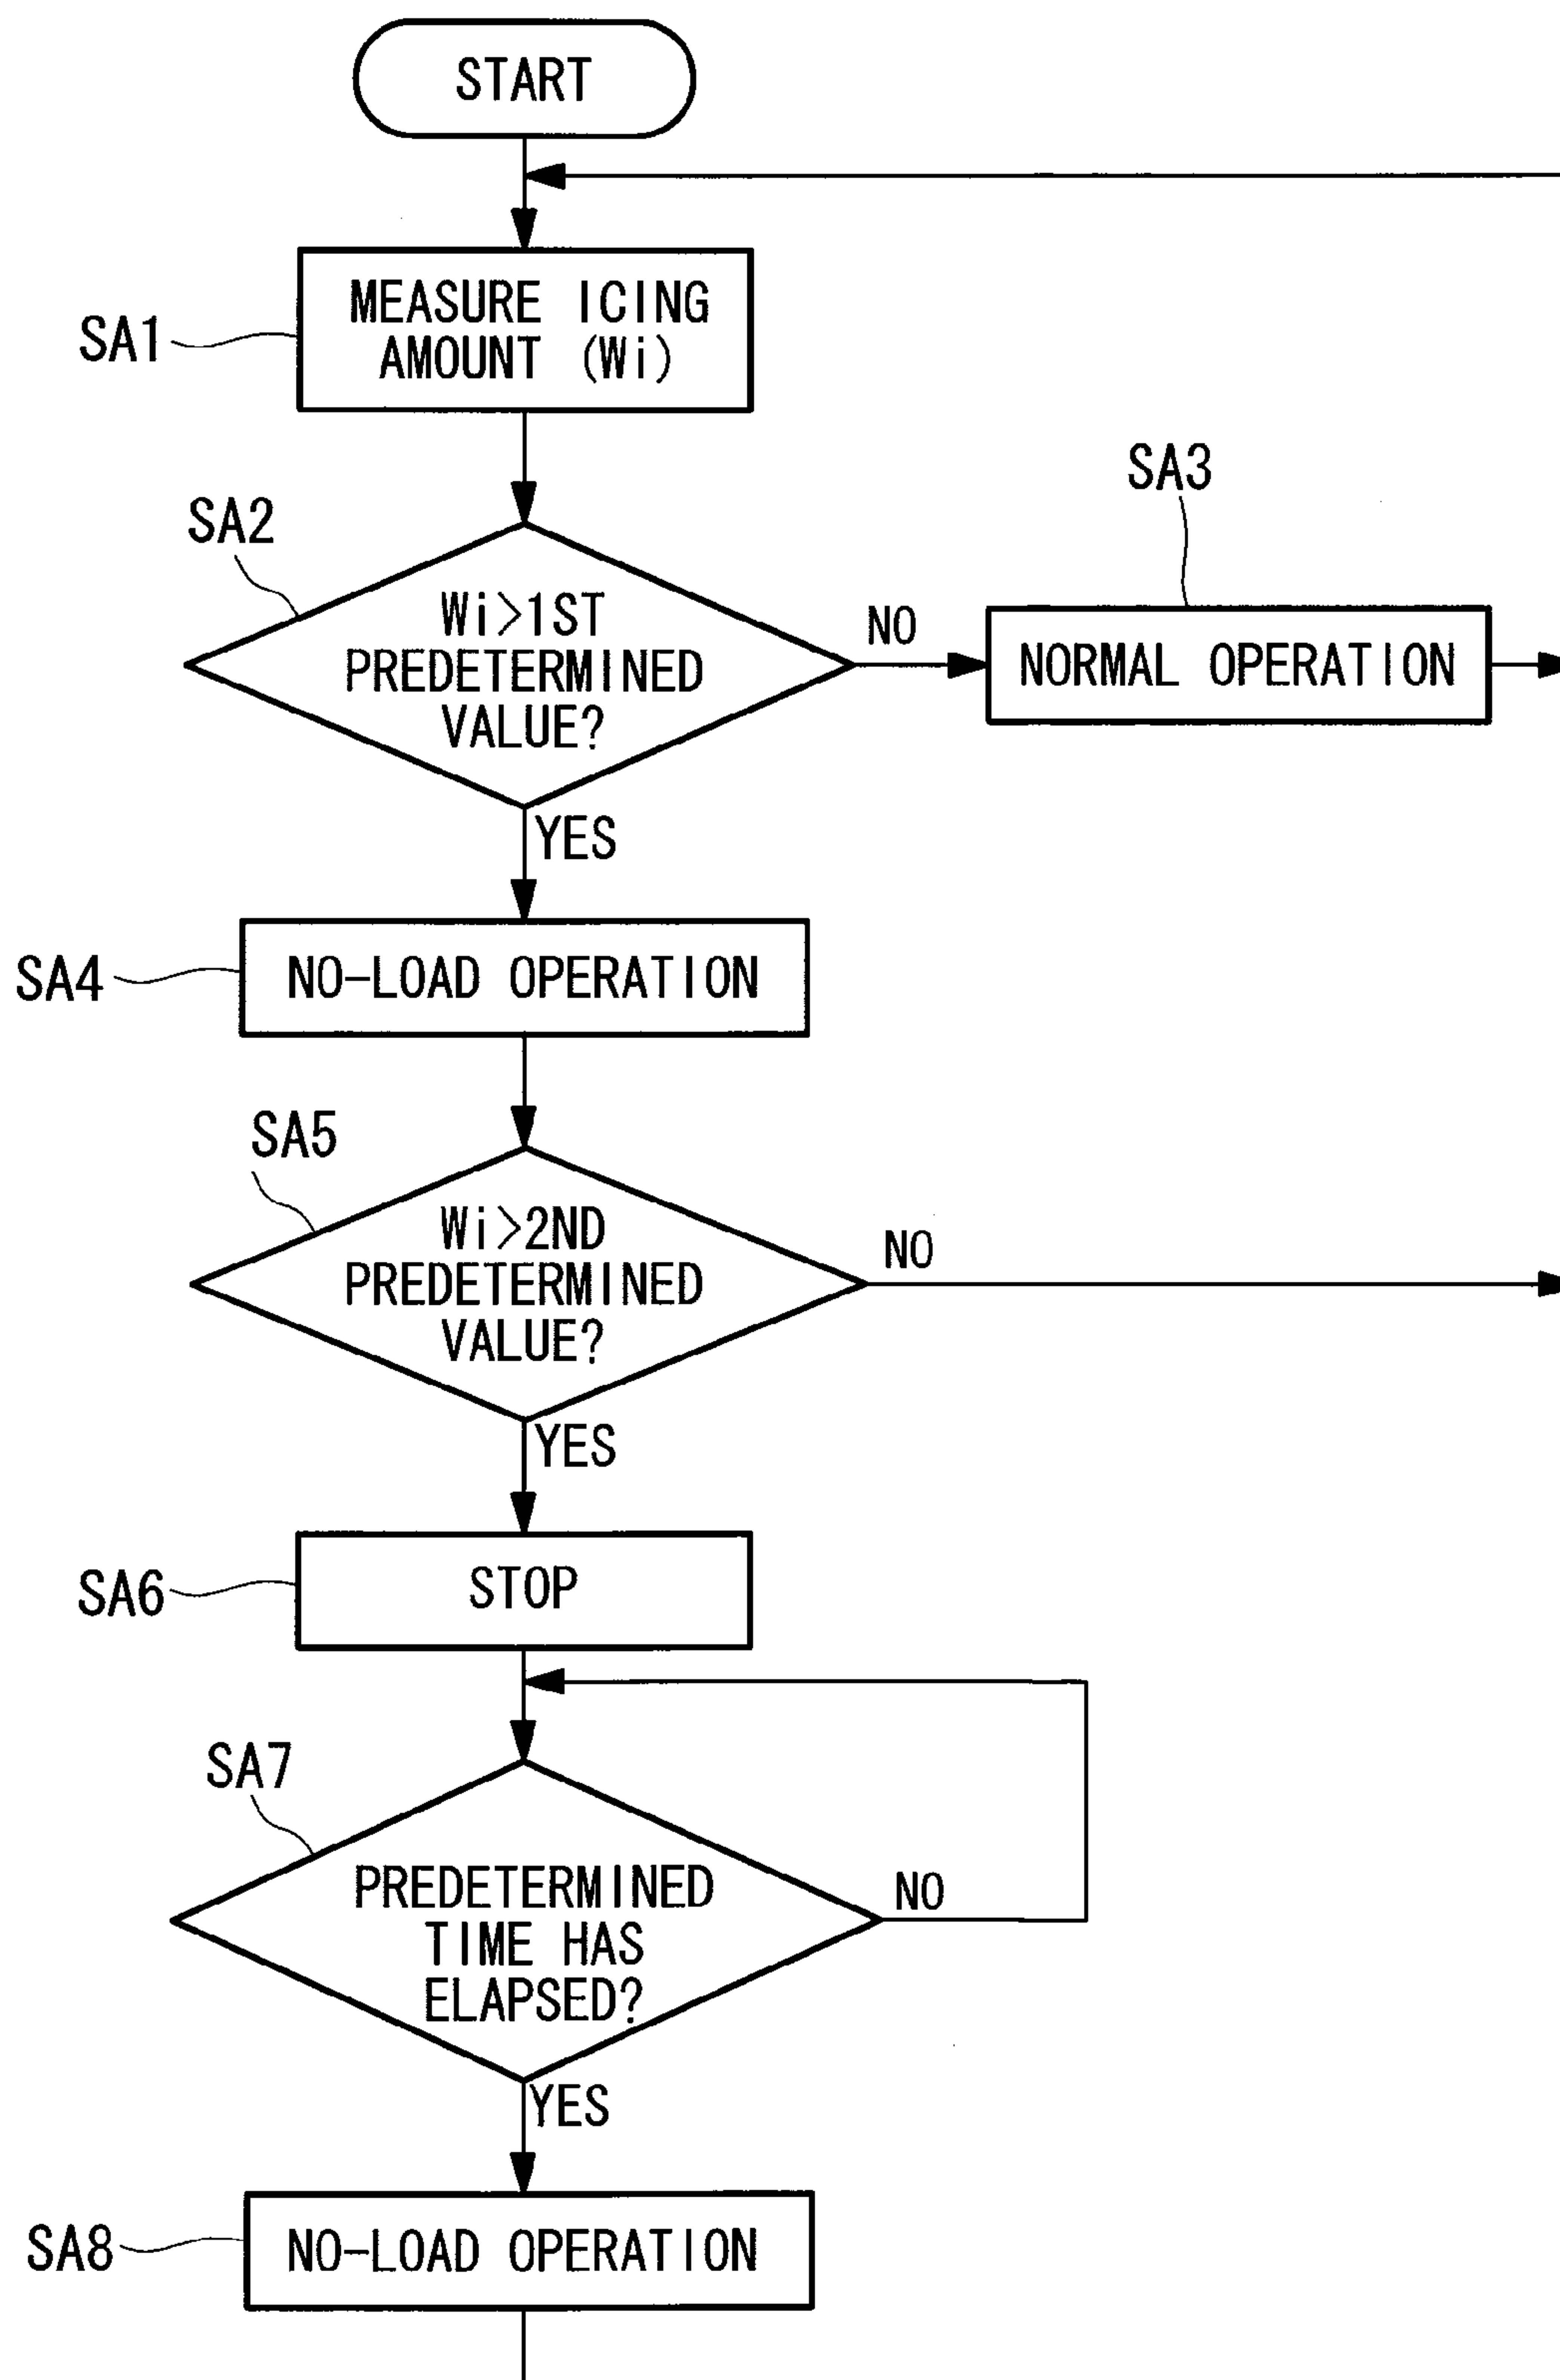 START
SA1
MEASURE ICING
AMOUNT (Wi)
SA2
Wi>1ST
PREDETERMINED
VALUE?
NO
SA3
NORMAL OPERATION
YES
SA4
NO-LOAD OPERATION
SA5
Wi>2ND
PREDETERMINED
VALUE?
NO
YES
SA6
STOP
SA7
PREDETERMINED
TIME HAS
ELAPSED?
NO
YES
SA8
NO-LOAD OPERATION